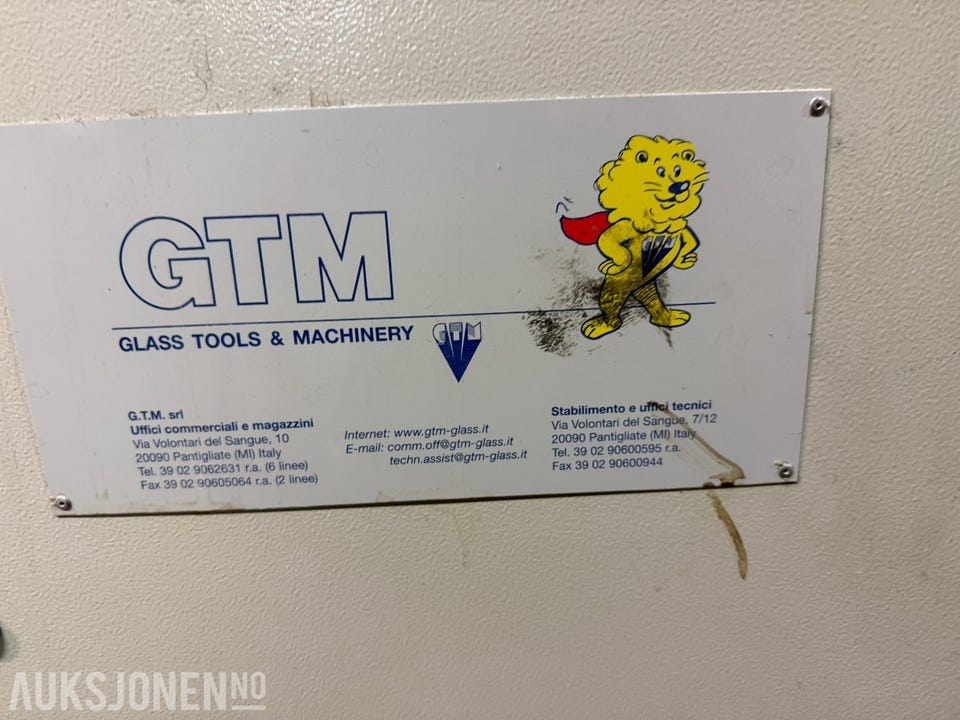 GTM
GLASS TOOLS & MACHINERY
GTM
GTM
G.T.M. srl
Uffici commerciali e magazzini
Via Volontari del Sangue, 10
20090 Pantigliate (MI) Italy
Tel. 39 02 9062631 r.a. (6 linee)
Fax 39 02 90605064 r.a. (2 linee)
Internet: www.gtm-glass.it
E-mail: comm.off@gtm-glass.it
techn.assist@gtm-glass.it
Stabilimento e uffici tecnici
Via Volontari del Sangue, 7/12
20090 Pantigliate (MI) Italy
Tel. 39 02 90600595 r.a.
Fax 39 02 90600944
AUKSJONEN NO